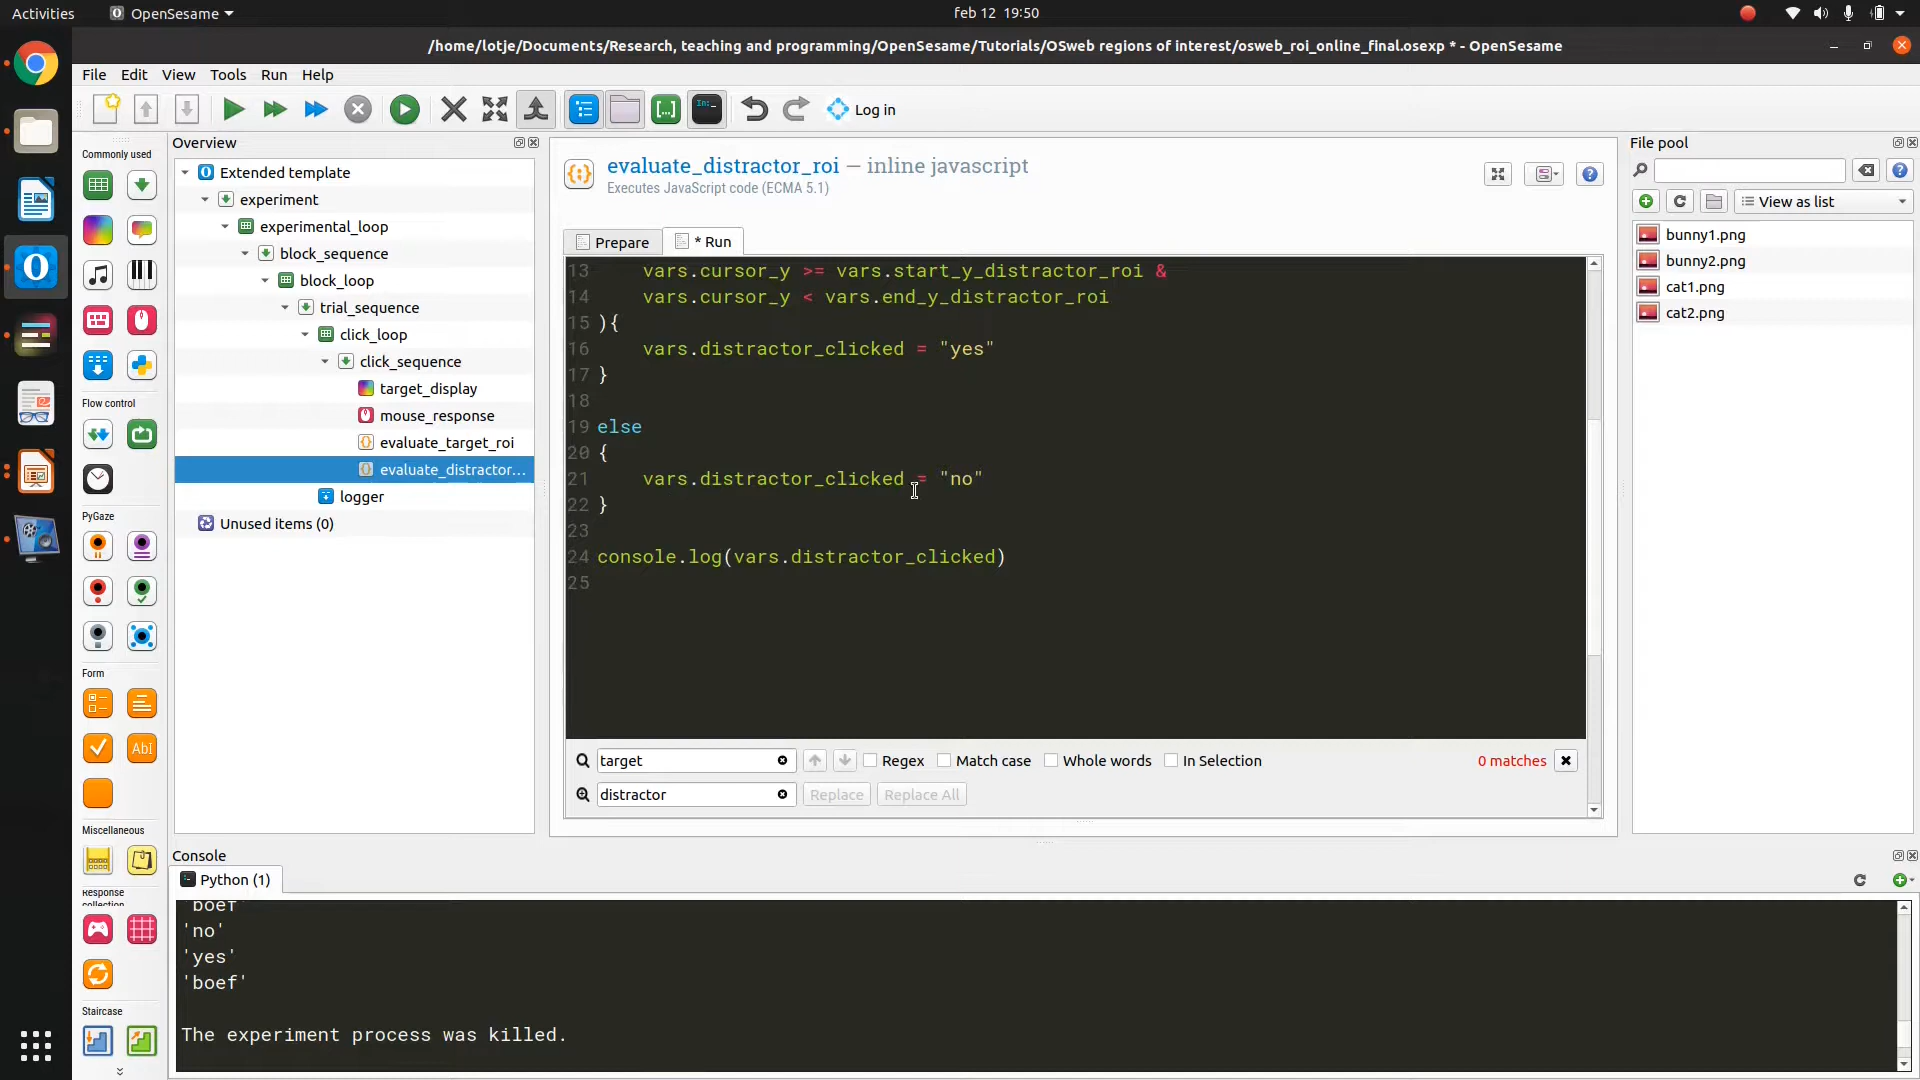 Activities
OpenSesame
feb 12 19:50
/home/lotje/Documents/Research, teaching and programming/OpenSesame/Tutorials/OSweb regions of interest/osweb_roi_online_final.osexp * - OpenSesame
File Edit View Tools Run Help
Log in
Commonly used
Flow control
PyGaze
Form
Abi
Miscellaneous
Response
collection
Staircase
Overview
Extended template
experiment
experimental_loop
block_sequence
block_loop
trial_sequence
click_loop
click_sequence
target_display
mouse_response
evaluate_target_roi
evaluate_distractor...
logger
Unused items (0)
evaluate_distractor_roi — inline javascript
Executes JavaScript code (ECMA 5.1)
Prepare
* Run
13 vars.cursor_y >= vars.start_y_distractor_roi &
14 vars.cursor_y < vars.end_y_distractor_roi
15 ){
16 vars.distractor_clicked = "yes"
17 }
18
19 else
20 {
21 vars.distractor_clicked = "no"
22 }
23
24 console.log(vars.distractor_clicked)
25
target
Regex
Match case
Whole words
In Selection
0 matches
distractor
Replace
Replace All
File pool
View as list
bunny1.png
bunny2.png
cat1.png
cat2.png
Console
Python (1)
'boef'
'no'
'yes'
'boef'
The experiment process was killed.